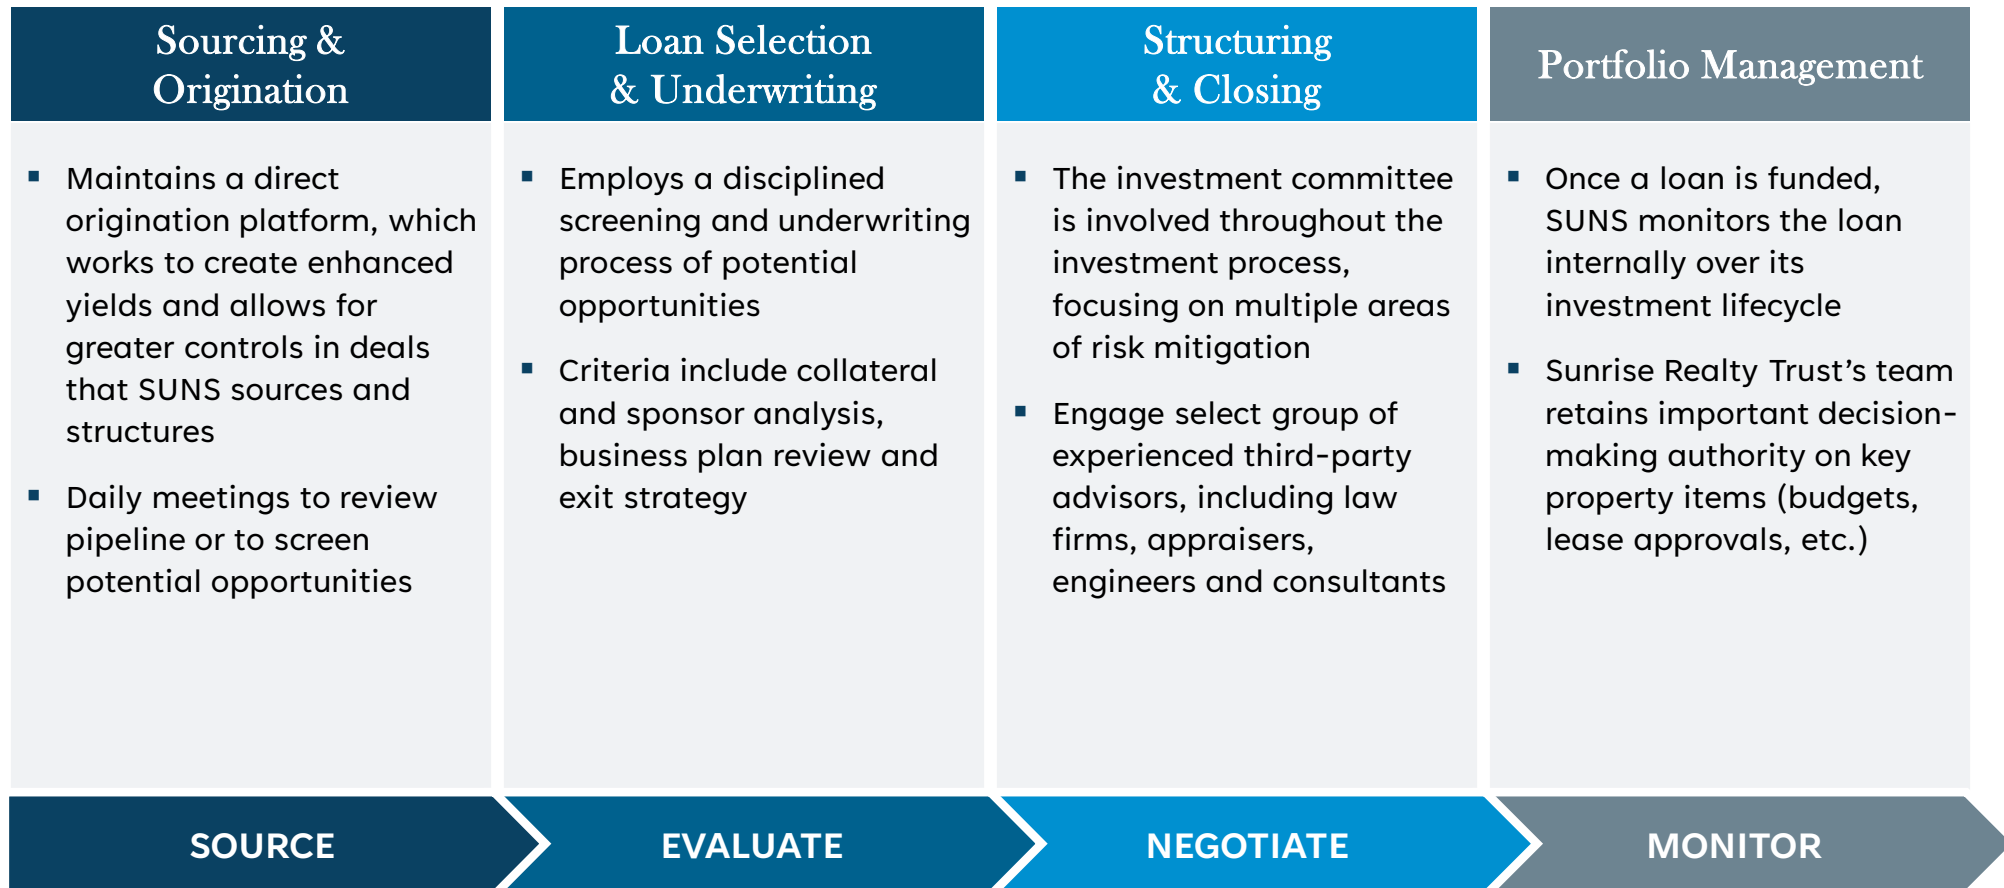 Sourcing &
Origination
▪ Maintains a direct
origination platform, which
works to create enhanced
yields and allows for
greater controls in deals
that SUNS sources and
structures
▪ Daily meetings to review
pipeline or to screen
potential opportunities
SOURCE
Loan Selection
& Underwriting
▪ Employs a disciplined
screening and underwriting
process of potential
opportunities
▪ Criteria include collateral
and sponsor analysis,
business plan review and
exit strategy
EVALUATE
Structuring
& Closing
▪ The investment committee
is involved throughout the
investment process,
focusing on multiple areas
of risk mitigation
▪ Engage select group of
experienced third-party
advisors, including law
firms, appraisers,
engineers and consultants
NEGOTIATE
Portfolio Management
▪ Once a loan is funded,
SUNS monitors the loan
internally over its
investment lifecycle
▪ Sunrise Realty Trust’s team
retains important decision-
making authority on key
property items (budgets,
lease approvals, etc.)
MONITOR